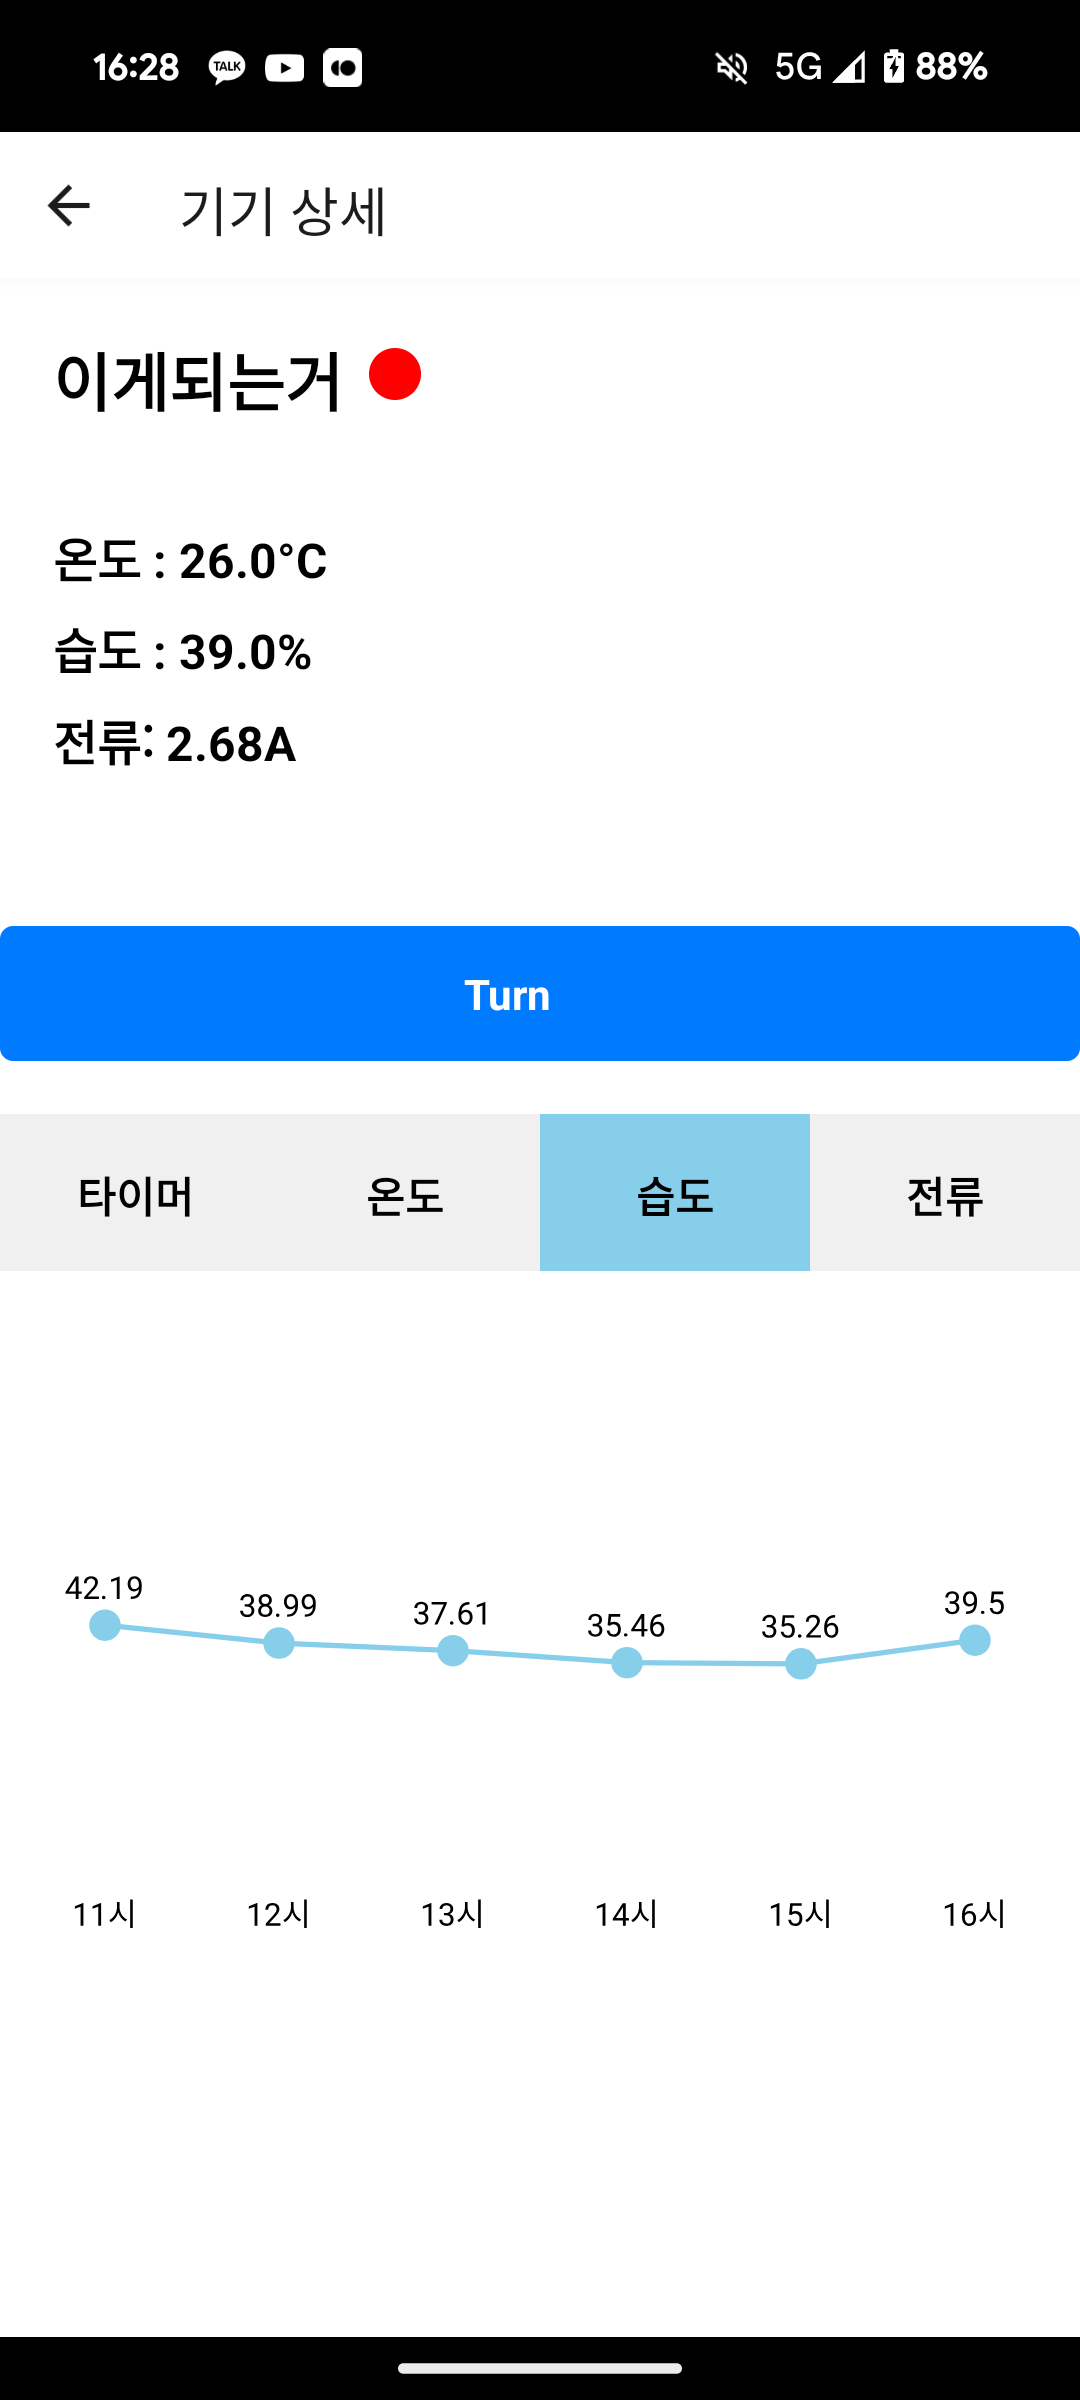 16:28 TALK 5G 88%
기기 상세
이게되는거
온도 : 26.0°C
습도 : 39.0%
전류: 2.68A
Turn
타이머 온도 습도 전류
42.19 38.99 37.61 35.46 35.26 39.5
11시 12시 13시 14시 15시 16시